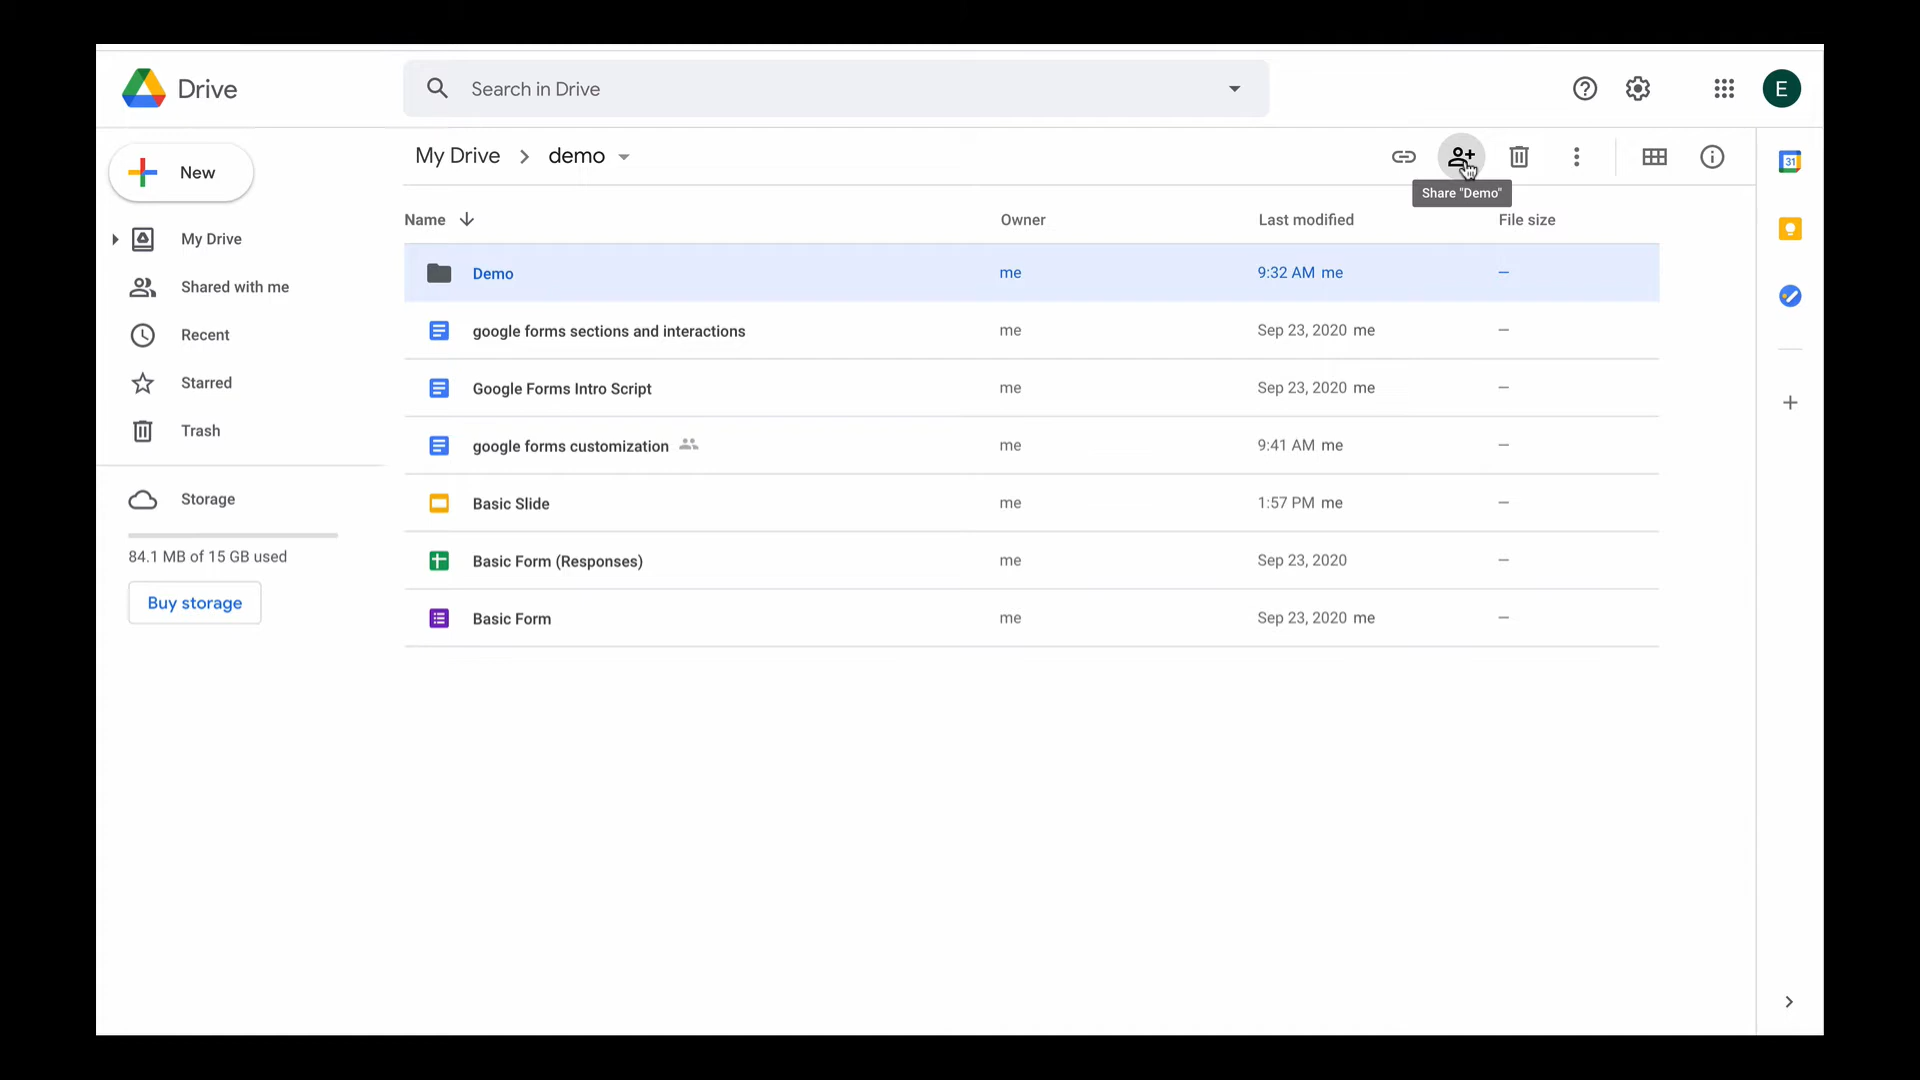 Drive
Search in Drive
E
My Drive > demo
New
Share "Demo"
31
Name Owner Last modified File size
My Drive
Shared with me
Recent
Starred
Trash
Storage
84.1 MB of 15 GB used
Buy storage
Demo me 9:32 AM me –
google forms sections and interactions me Sep 23, 2020 me –
Google Forms Intro Script me Sep 23, 2020 me –
google forms customization me 9:41 AM me –
Basic Slide me 1:57 PM me –
Basic Form (Responses) me Sep 23, 2020 –
Basic Form me Sep 23, 2020 me –